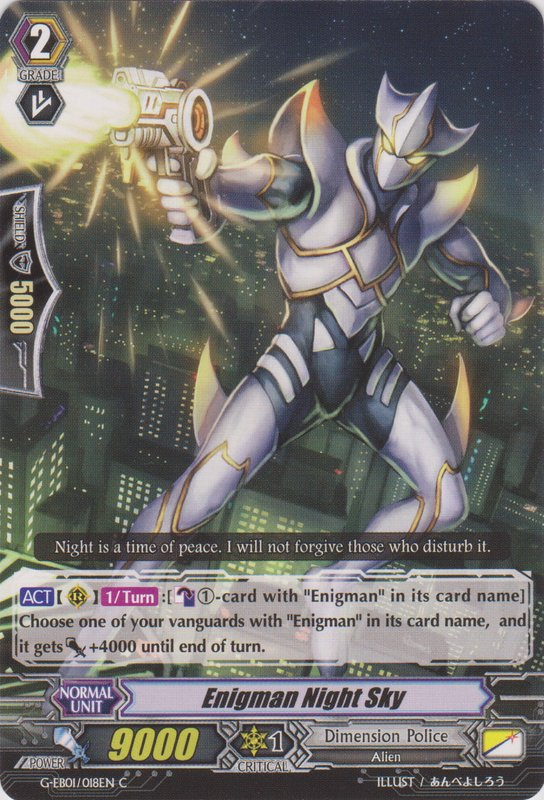 2
GRADE
SHIELD
5000
Night is a time of peace. I will not forgive those who disturb it.
ACT【R】1/Turn:[①-card with "Enigman" in its card name]
Choose one of your vanguards with "Enigman" in its card name, and
it gets +4000 until end of turn.
NORMAL
UNIT
Enigman Night Sky
POWER
9000
1
CRITICAL
Dimension Police
Alien
G-EB01/018EN C
ILLUST / あんべよしろう